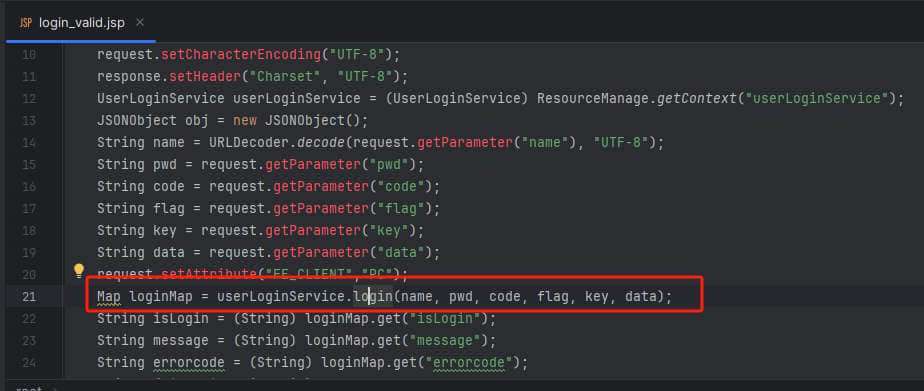 JSP login_valid.jsp ×
10 request.setCharacterEncoding("UTF-8");
11 response.setHeader("Charset", "UTF-8");
12 UserLoginService userLoginService = (UserLoginService) ResourceManage.getContext("userLoginService");
13 JSONObject obj = new JSONObject();
14 String name = URLDecoder.decode(request.getParameter("name"), "UTF-8");
15 String pwd = request.getParameter("pwd");
16 String code = request.getParameter("code");
17 String flag = request.getParameter("flag");
18 String key = request.getParameter("key");
19 String data = request.getParameter("data");
20 request.setAttribute("FE_CLIENT","PC");
21 Map loginMap = userLoginService.login(name, pwd, code, flag, key, data);
22 String isLogin = (String) loginMap.get("isLogin");
23 String message = (String) loginMap.get("message");
24 String errorcode = (String) loginMap.get("errorcode");